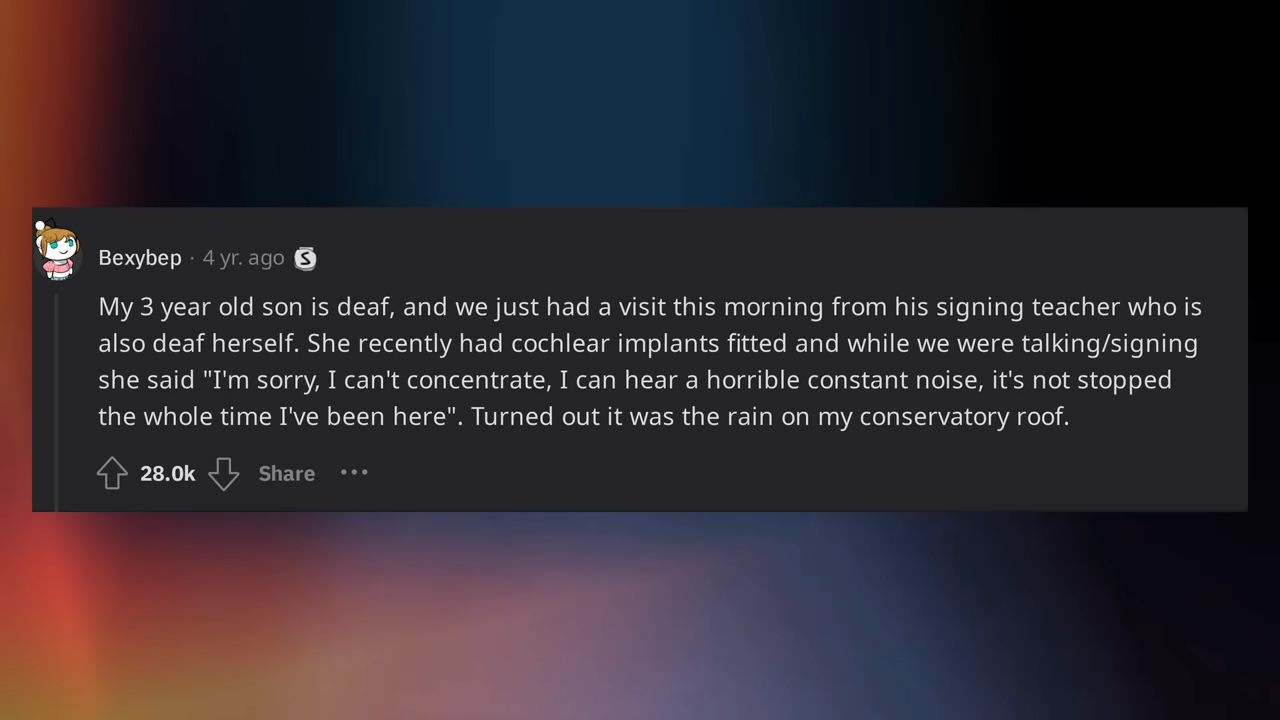 Bexybep · 4 yr. ago S
My 3 year old son is deaf, and we just had a visit this morning from his signing teacher who is
also deaf herself. She recently had cochlear implants fitted and while we were talking/signing
she said "I'm sorry, I can't concentrate, I can hear a horrible constant noise, it's not stopped
the whole time I've been here". Turned out it was the rain on my conservatory roof.
28.0k Share ···